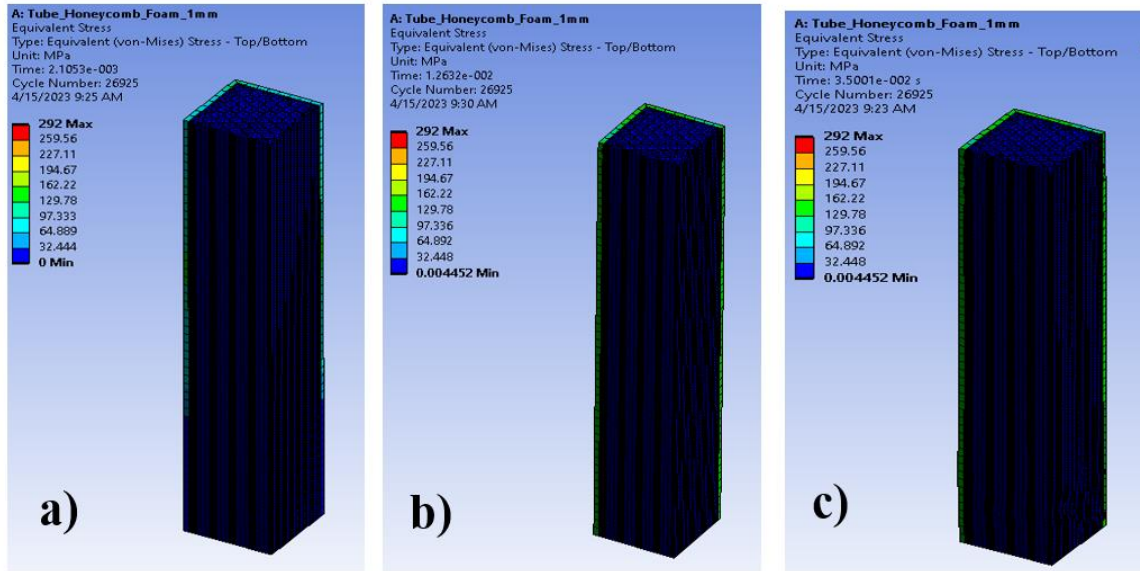 A: Tube_Honeycomb_Foam_1mm
Equivalent Stress
Type: Equivalent (von-Mises) Stress - Top/Bottom
Unit: MPa
Time: 2.1053e-003
Cycle Number: 26925
4/15/2023 9:25 AM
292 Max
259.56
227.11
194.67
162.22
129.78
97.333
64.889
32.444
0 Min
a)
A: Tube_Honeycomb_Foam_1mm
Equivalent Stress
Type: Equivalent (von-Mises) Stress - Top/Bottom
Unit: MPa
Time: 1.2632e-002
Cycle Number: 26925
4/15/2023 9:30 AM
292 Max
259.56
227.11
194.67
162.22
129.78
97.336
64.892
32.448
0.004452 Min
b)
A: Tube_Honeycomb_Foam_1mm
Equivalent Stress
Type: Equivalent (von-Mises) Stress - Top/Bottom
Unit: MPa
Time: 3.5001e-002 s
Cycle Number: 26925
4/15/2023 9:23 AM
292 Max
259.56
227.11
194.67
162.22
129.78
97.336
64.892
32.448
0.004452 Min
c)